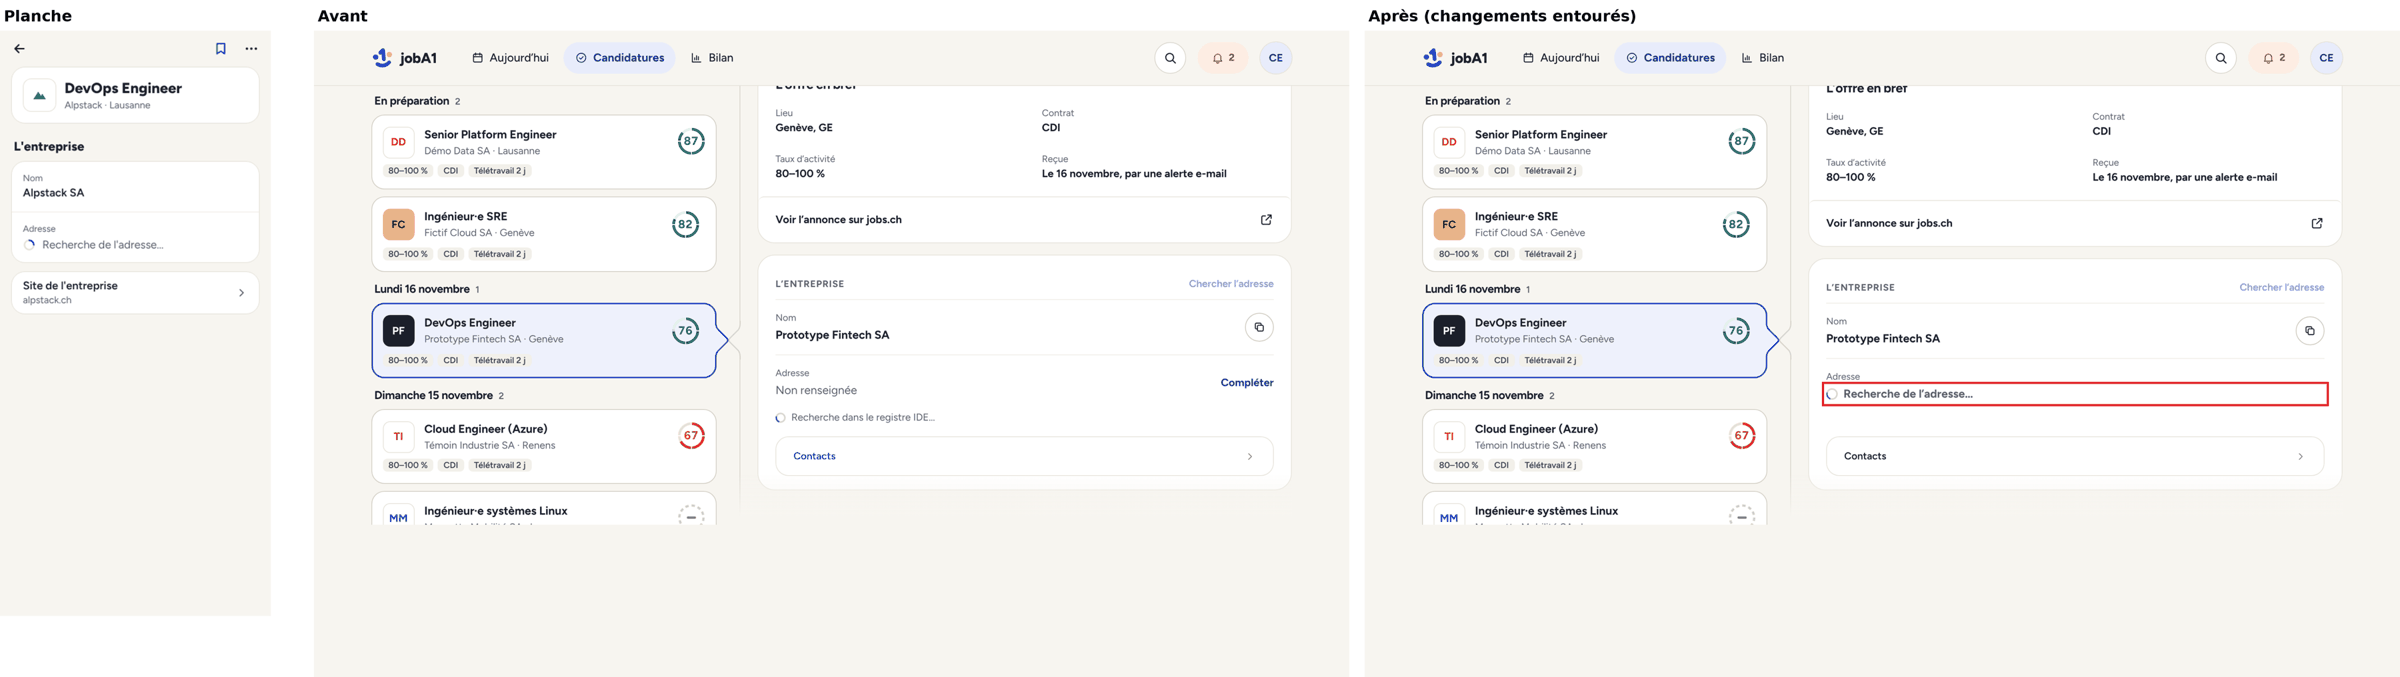 Planche
DevOps Engineer
Alpstack · Lausanne
L'entreprise
Nom
Alpstack SA
Adresse
Recherche de l'adresse...
Site de l'entreprise
alpstack.ch
Avant
jobA1
Aujourd'hui
Candidatures
Bilan
2
CE
En préparation 2
DD
Senior Platform Engineer
Démo Data SA · Lausanne
87
80–100 %
CDI
Télétravail 2 j
FC
Ingénieur·e SRE
Fictif Cloud SA · Genève
82
80–100 %
CDI
Télétravail 2 j
Lundi 16 novembre 1
PF
DevOps Engineer
Prototype Fintech SA · Genève
76
80–100 %
CDI
Télétravail 2 j
Dimanche 15 novembre 2
TI
Cloud Engineer (Azure)
Témoin Industrie SA · Renens
67
80–100 %
CDI
Télétravail 2 j
MM
Ingénieur·e systèmes Linux
–
L'offre en bref
Lieu
Genève, GE
Contrat
CDI
Taux d'activité
80–100 %
Reçue
Le 16 novembre, par une alerte e-mail
Voir l'annonce sur jobs.ch
L'ENTREPRISE
Chercher l'adresse
Nom
Prototype Fintech SA
Adresse
Non renseignée
Compléter
Recherche dans le registre IDE...
Contacts
Après (changements entourés)
jobA1
Aujourd'hui
Candidatures
Bilan
2
CE
En préparation 2
DD
Senior Platform Engineer
Démo Data SA · Lausanne
87
80–100 %
CDI
Télétravail 2 j
FC
Ingénieur·e SRE
Fictif Cloud SA · Genève
82
80–100 %
CDI
Télétravail 2 j
Lundi 16 novembre 1
PF
DevOps Engineer
Prototype Fintech SA · Genève
76
80–100 %
CDI
Télétravail 2 j
Dimanche 15 novembre 2
TI
Cloud Engineer (Azure)
Témoin Industrie SA · Renens
67
80–100 %
CDI
Télétravail 2 j
MM
Ingénieur·e systèmes Linux
–
L'offre en bref
Lieu
Genève, GE
Contrat
CDI
Taux d'activité
80–100 %
Reçue
Le 16 novembre, par une alerte e-mail
Voir l'annonce sur jobs.ch
L'ENTREPRISE
Chercher l'adresse
Nom
Prototype Fintech SA
Adresse
Recherche de l'adresse...
Contacts